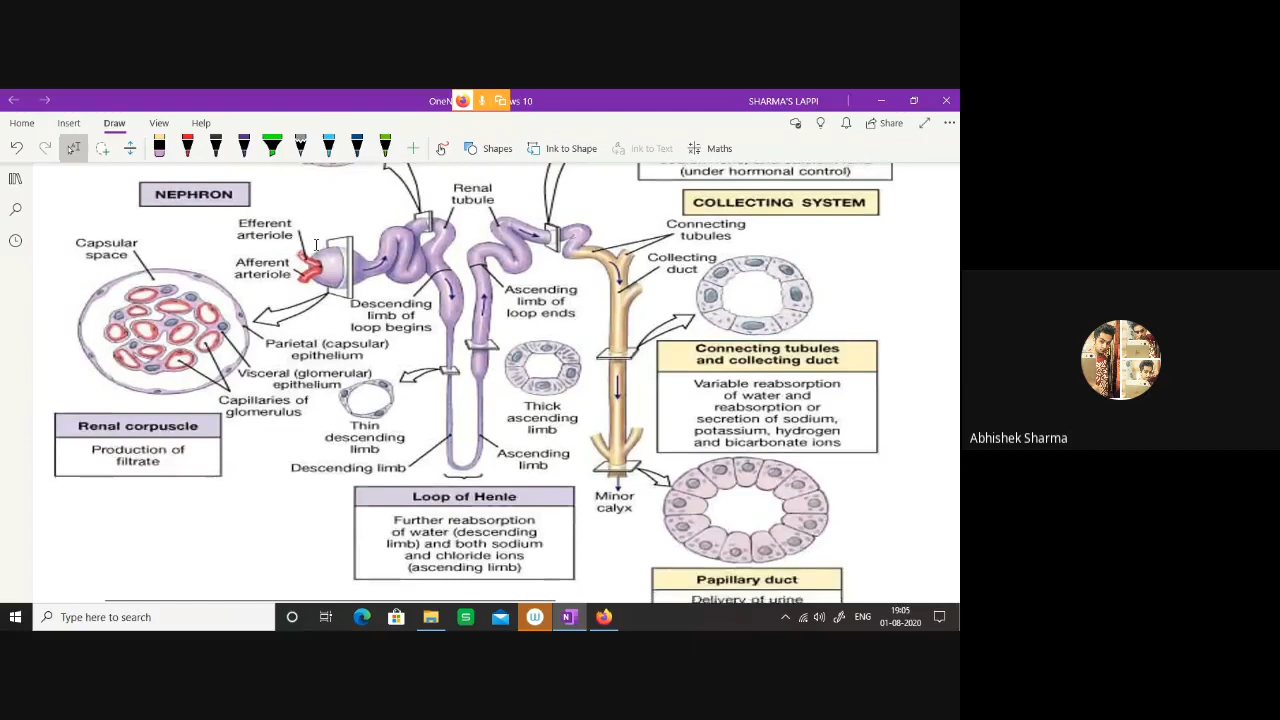 OneN
ws 10
SHARMA'S LAPPI
Home
Insert
Draw
View
Help
Share
Shapes
Ink to Shape
Ink to Text
Maths
(under hormonal control)
NEPHRON
Renal
tubule
COLLECTING SYSTEM
Efferent
arteriole
Connecting
tubules
Capsular
space
Afferent
arteriole
Collecting
duct
Descending
limb of
loop begins
Ascending
limb of
loop ends
Parietal (capsular)
epithelium
Connecting tubules
and collecting duct
Visceral (glomerular)
epithelium
Variable reabsorption
of water and
reabsorption or
secretion of sodium,
potassium, hydrogen
and bicarbonate ions
Capillaries of
glomerulus
Thick
ascending
limb
Renal corpuscle
Production of
filtrate
Thin
descending
limb
Descending limb
Ascending
limb
Loop of Henle
Further reabsorption
of water (descending
limb) and both sodium
and chloride ions
(ascending limb)
Minor
calyx
Papillary duct
Delivery of urine
Abhishek Sharma
Type here to search
S
W
N
ENG
19:05
01-08-2020